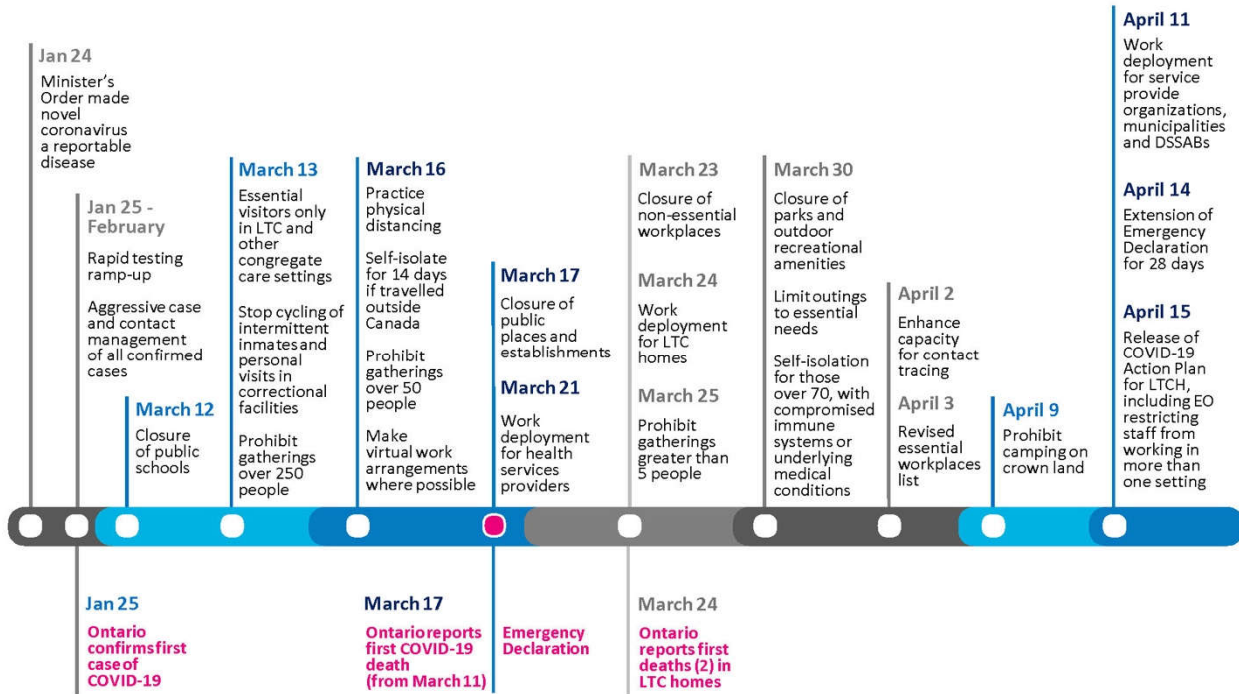 Jan 24
Minister's
Order made
novel
coronavirus
a reportable
disease
Jan 25 -
February
Rapid testing
ramp-up
Aggressive case
and contact
management
of all confirmed
cases
March 12
Closure
of public
schools
March 13
Essential
visitors only
in LTC and
other
congregate
care settings
Stop cycling of
intermittent
inmates and
personal
visits in
correctional
facilities
Prohibit
gatherings
over 250
people
March 16
Practice
physical
distancing
Self-isolate
for 14 days
if travelled
outside
Canada
Prohibit
gatherings
over 50
people
Make
virtual work
arrangements
where possible
March 17
Closure of
public
places and
establishments
March 21
Work
deployment
for health
services
providers
March 23
Closure of
non-essential
workplaces
March 24
Work
deployment
for LTC
homes
March 25
Prohibit
gatherings
greater than
5 people
March 30
Closure of
parks and
outdoor
recreational
amenities
Limit outings
to essential
needs
Self-isolation
for those
over 70, with
compromised
immune
systems or
underlying
medical
conditions
April 2
Enhance
capacity
for contact
tracing
April 3
Revised
essential
workplaces
list
April 9
Prohibit
camping on
crown land
April 11
Work
deployment
for service
provide
organizations,
municipalities
and DSSABs
April 14
Extension of
Emergency
Declaration
for 28 days
April 15
Release of
COVID-19
Action Plan
for LTCH,
including EO
restricting
staff from
working in
more than
one setting
Jan 25
Ontario
confirms first
case of
COVID-19
March 17
Ontario reports
first COVID-19
death
(from March 11)
Emergency
Declaration
March 24
Ontario
reports first
deaths (2) in
LTC homes